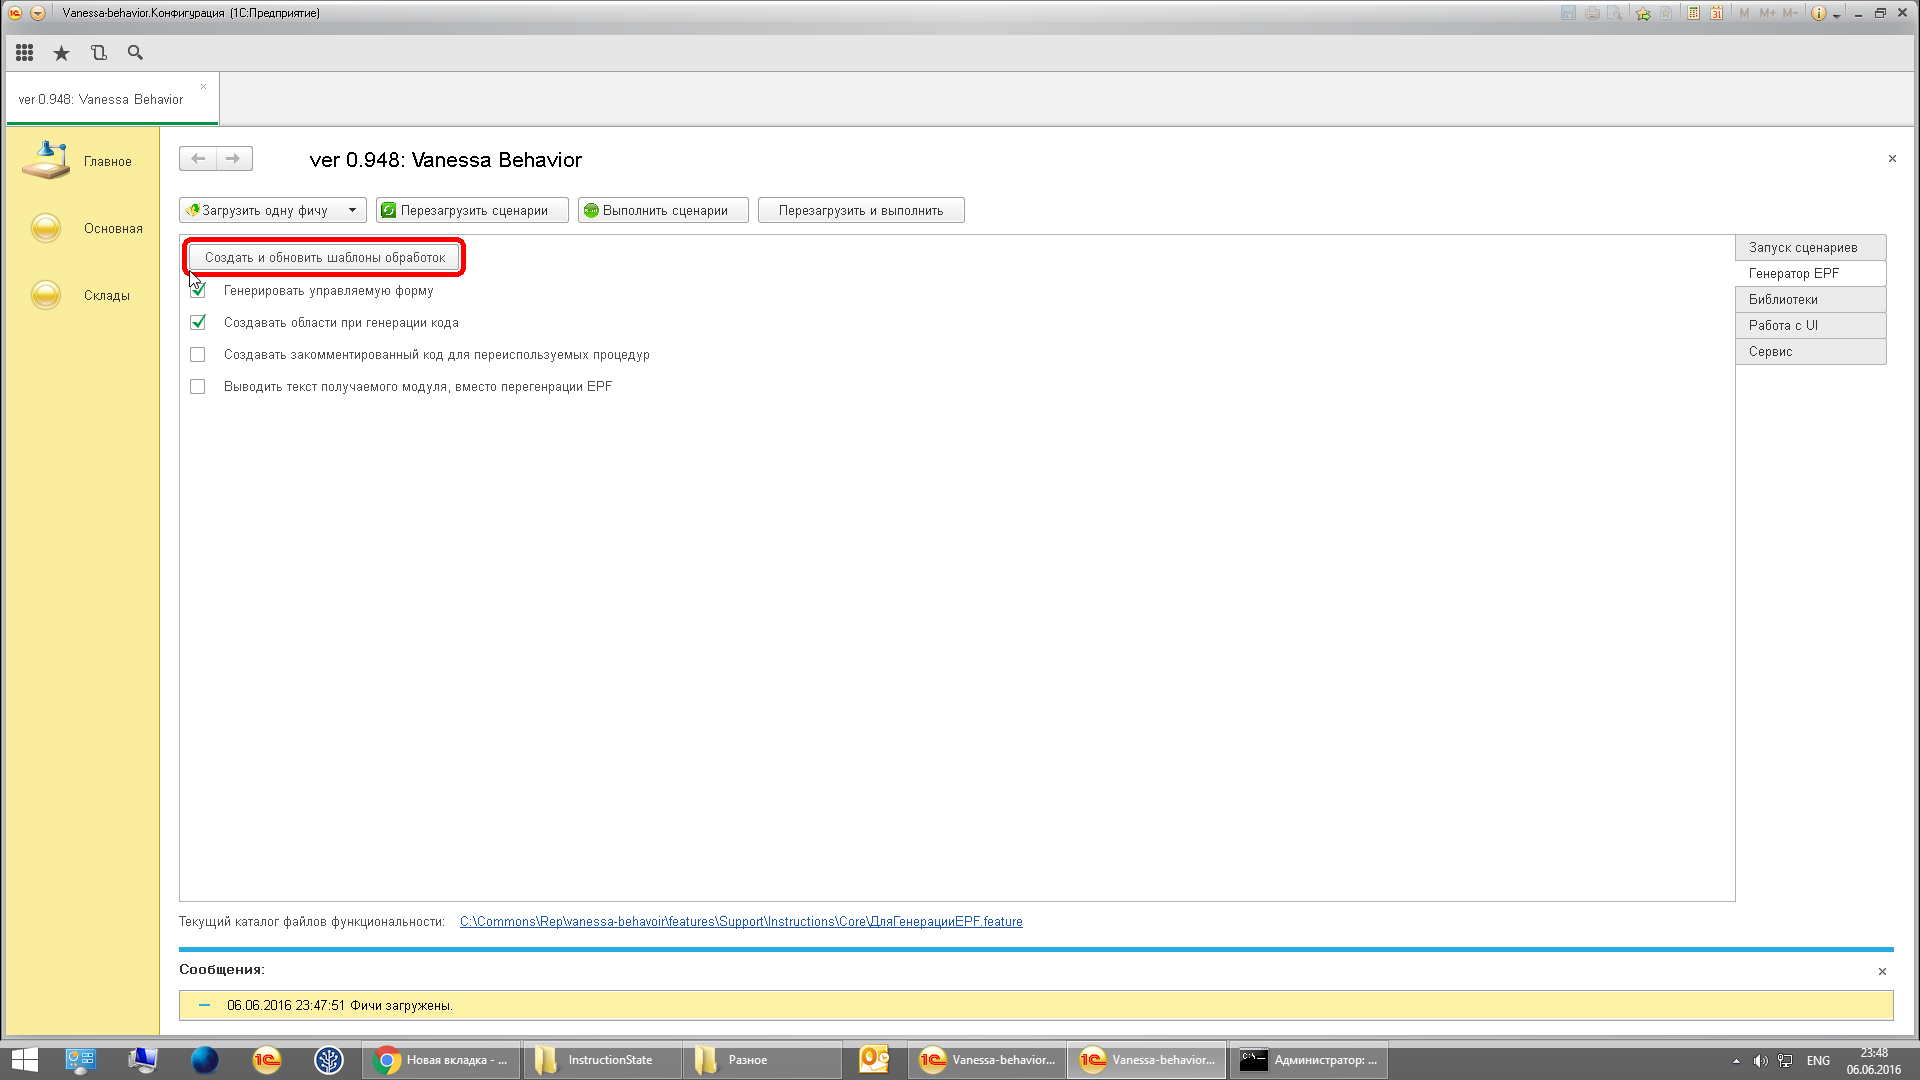 Vanessa-behavior.Конфигурация (1С:Предприятие)
31 M M+ M-
ver 0.948: Vanessa Behavior
Главное
Основная
Склады
ver 0.948: Vanessa Behavior
Загрузить одну фичу
Перезагрузить сценарии
Выполнить сценарии
Перезагрузить и выполнить
Создать и обновить шаблоны обработок
Генерировать управляемую форму
Создавать области при генерации кода
Создавать закомментированный код для переиспользуемых процедур
Выводить текст получаемого модуля, вместо перегенрации EPF
Запуск сценариев
Генератор EPF
Библиотеки
Работа с UI
Сервис
Текущий каталог файлов функциональности: C:\Commons\Rep\vanessa-behavoir\features\Support\Instructions\Core\ДляГенерацииEPF.feature
Сообщения:
06.06.2016 23:47:51 Фичи загружены.
Новая вкладка - ...
InstructionState
Разное
Vanessa-behavior...
Vanessa-behavior...
Администратор: ...
ENG
23:48
06.06.2016